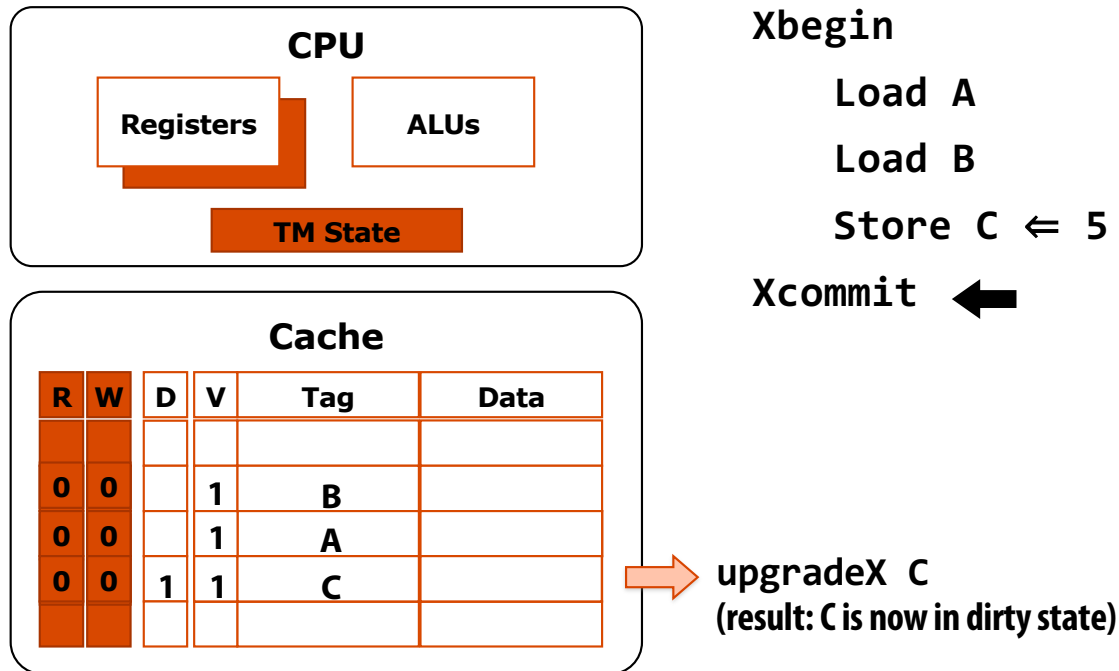 CPU
Registers
ALUs
TM State
Xbegin
Load A
Load B
Store C ⇐ 5
Xcommit
Cache
R W D V Tag Data
0 0 1 B
0 0 1 A
0 0 1 1 C
upgradeX C
(result: C is now in dirty state)